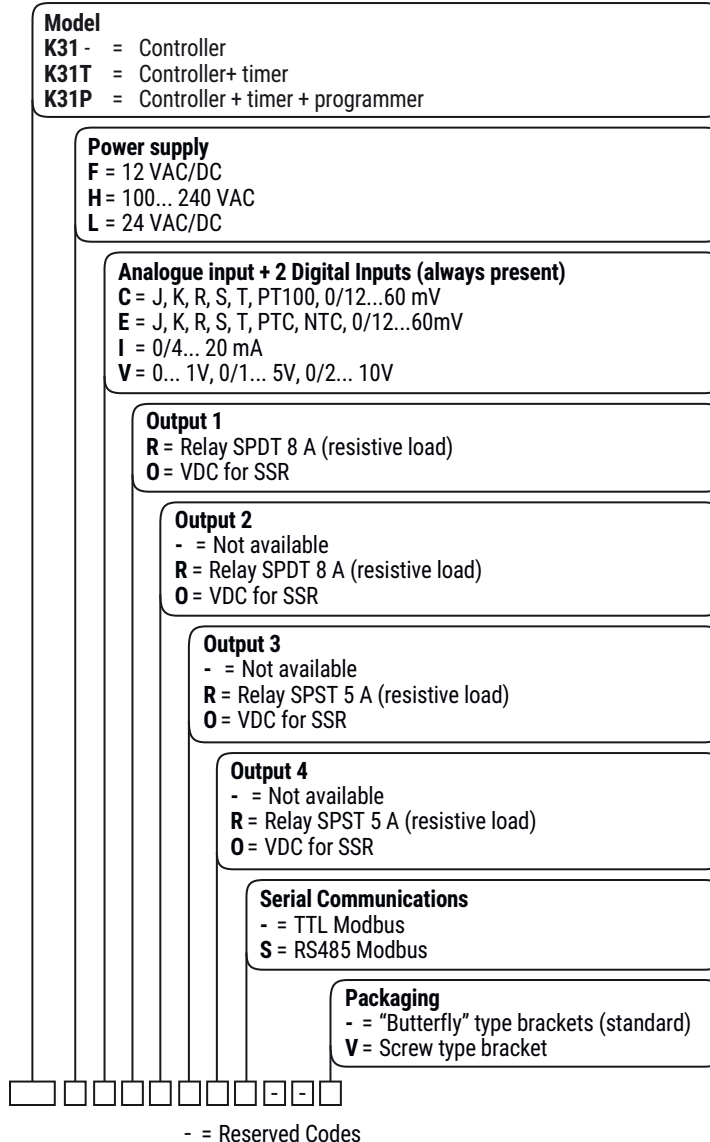 Model
K31 - = Controller
K31T = Controller+ timer
K31P = Controller + timer + programmer
Power supply
F = 12 VAC/DC
H = 100... 240 VAC
L = 24 VAC/DC
Analogue input + 2 Digital Inputs (always present)
C = J, K, R, S, T, PT100, 0/12...60 mV
E = J, K, R, S, T, PTC, NTC, 0/12...60mV
I = 0/4... 20 mA
V = 0... 1V, 0/1... 5V, 0/2... 10V
Output 1
R = Relay SPDT 8 A (resistive load)
O = VDC for SSR
Output 2
- = Not available
R = Relay SPDT 8 A (resistive load)
O = VDC for SSR
Output 3
- = Not available
R = Relay SPST 5 A (resistive load)
O = VDC for SSR
Output 4
- = Not available
R = Relay SPST 5 A (resistive load)
O = VDC for SSR
Serial Communications
- = TTL Modbus
S = RS485 Modbus
Packaging
- = “Butterfly” type brackets (standard)
V = Screw type bracket
- -
- = Reserved Codes